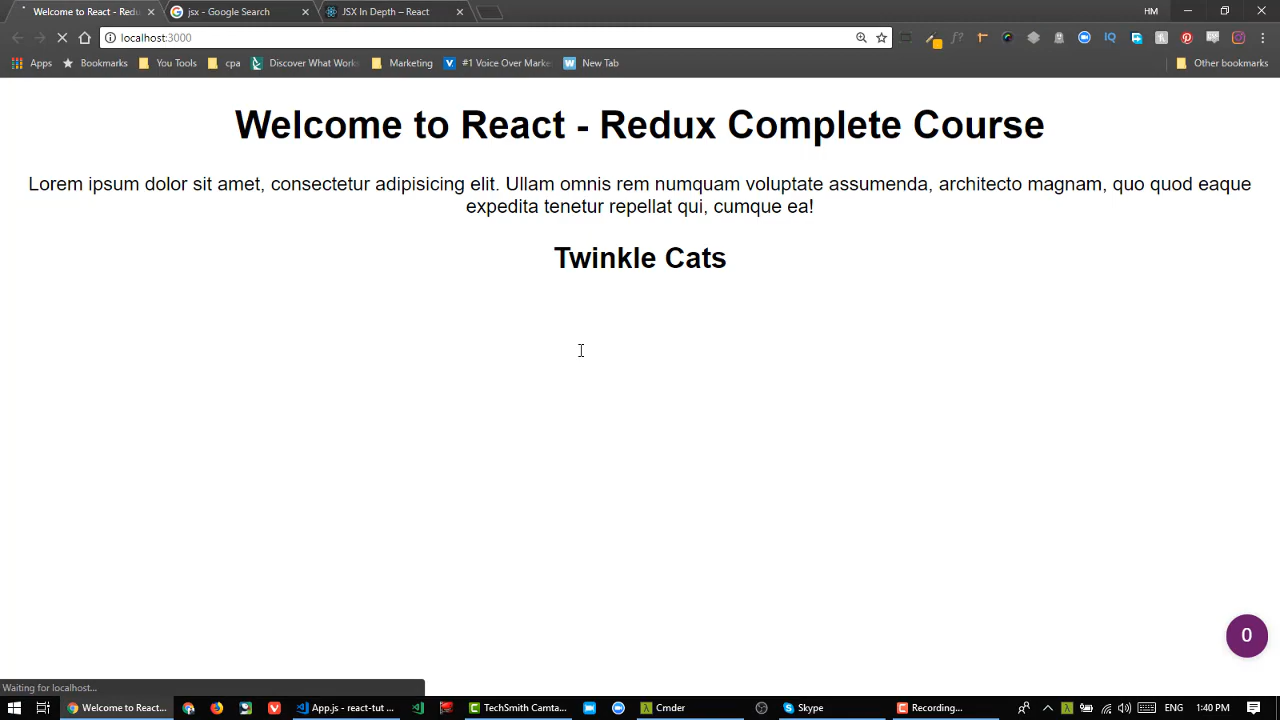 Welcome to React - Redu
jsx - Google Search
JSX In Depth – React
HM
localhost:3000
f?
IQ
Apps
Bookmarks
You Tools
cpa
Discover What Work
Marketing
V
#1 Voice Over Marke
W
New Tab
Other bookmarks
Welcome to React - Redux Complete Course
Lorem ipsum dolor sit amet, consectetur adipisicing elit. Ullam omnis rem numquam voluptate assumenda, architecto magnam, quo quod eaque
expedita tenetur repellat qui, cumque ea!
Twinkle Cats
0
Waiting for localhost...
Welcome to React...
App.js - react-tut ...
TechSmith Camta...
Cmder
Skype
Recording...
ENG
1:40 PM